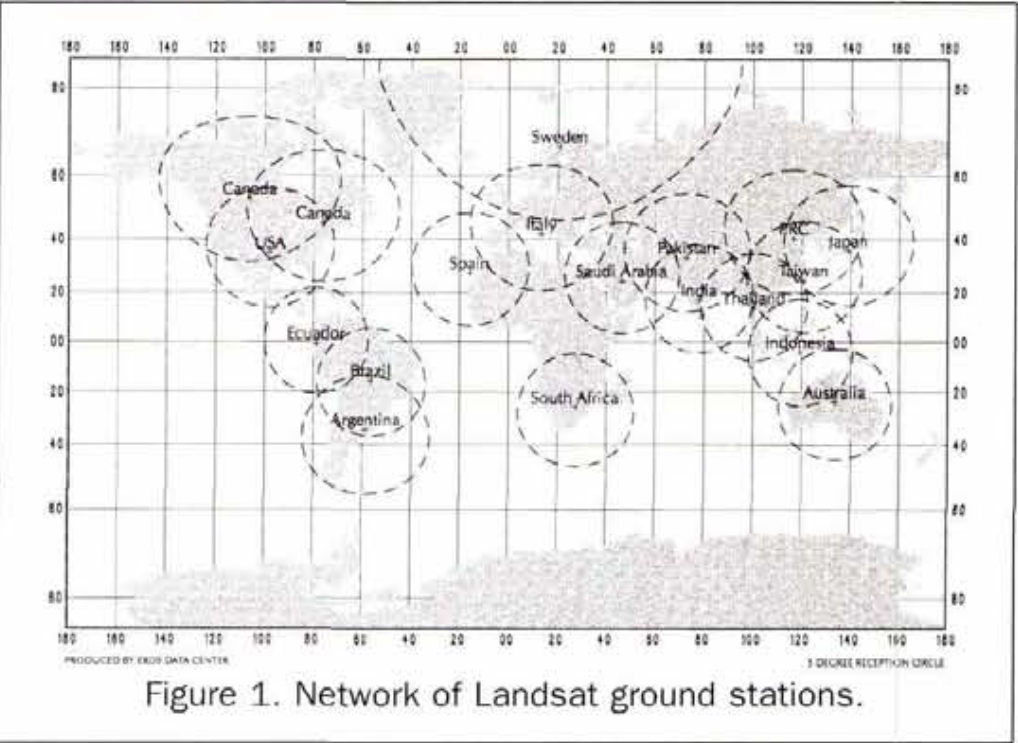 180 120 100 80 60 40 20 00 20 40 60 80 100 120 140 160 180
80 80
Sweden
60 60
Canada
Canada
Italy PRC
40 USA Pakistan Japan 40
Spain Saudi Arabia Taiwan
India Thailand
20 20
Ecuador
00 Indonesia 00
Brazil
20 South Africa Australia 20
Argentina
40 40
60 60
80 80
180 160 140 120 100 80 60 40 20 00 20 40 60 80 100 120 140 160 180
PRODUCED BY EROS DATA CENTER 5 DEGREE RECEPTION CIRCLE
Figure 1. Network of Landsat ground stations.